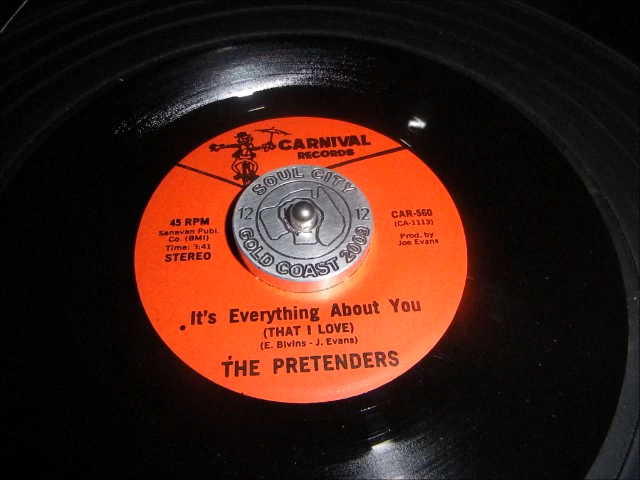 CARNIVAL
RECORDS
SOUL CITY
12 12
GOLD COAST 2009
45 RPM
Sanavan Publ.
Co. (BMI)
Time: 3:41
STEREO
CAR-560
(CA-1113)
Prod. by
Joe Evans
It's Everything About You
(THAT I LOVE)
(E. Bivins - J. Evans)
THE PRETENDERS